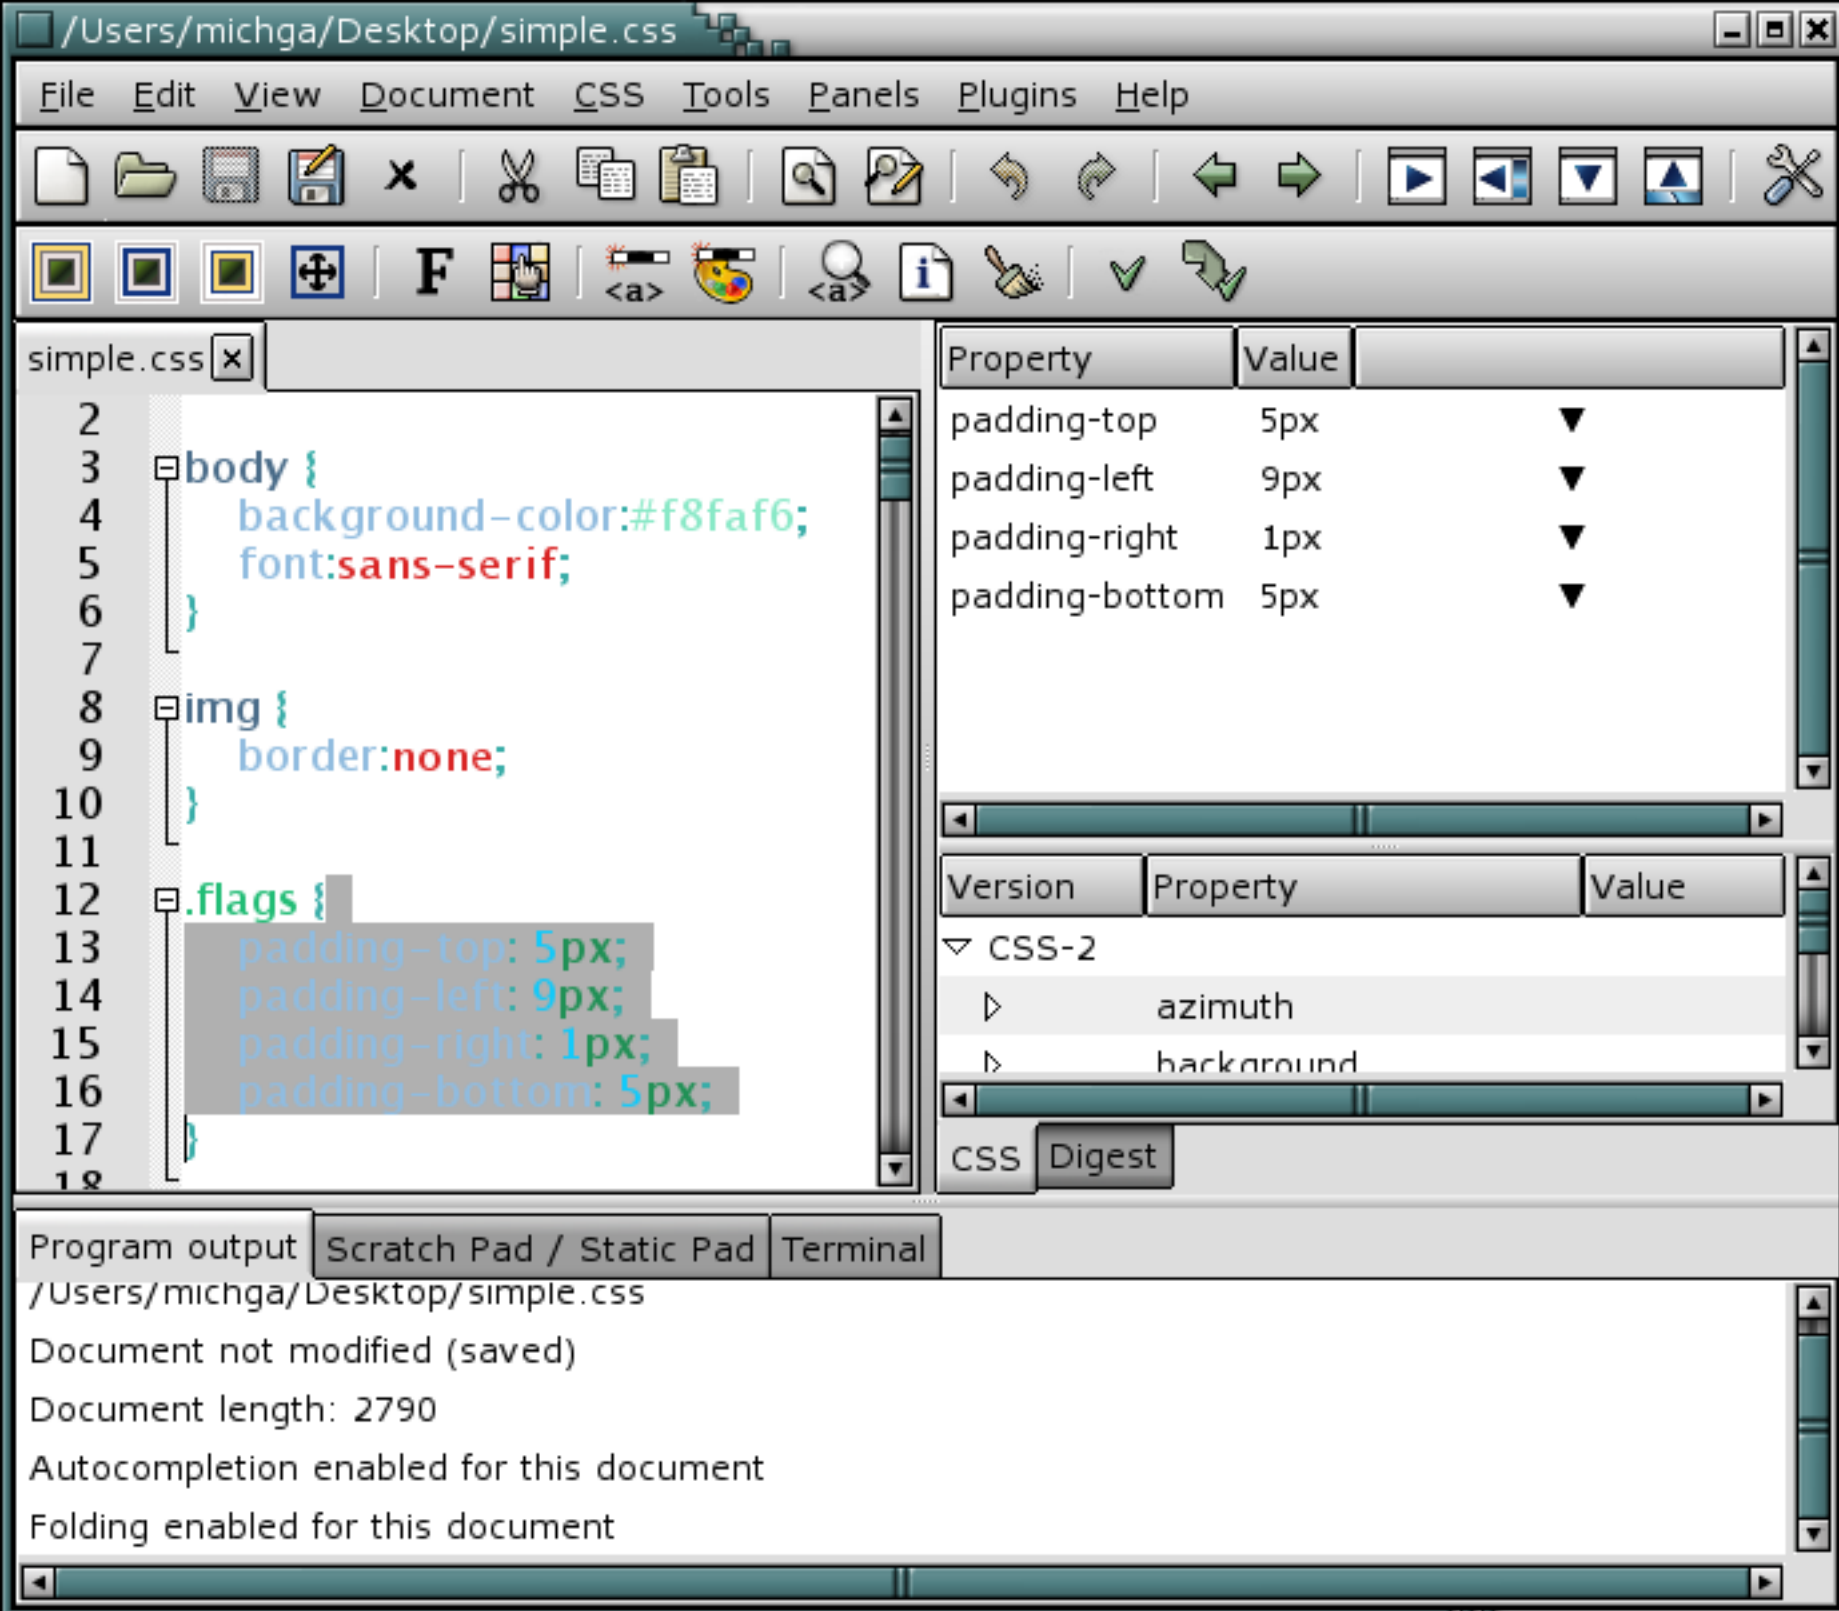 /Users/michga/Desktop/simple.css
File Edit View Document CSS Tools Panels Plugins Help
F <a> <a> i
simple.css
2
3 body {
4 background-color:#f8faf6;
5 font:sans-serif;
6 }
7
8 img {
9 border:none;
10 }
11
12 .flags {
13 padding-top: 5px;
14 padding-left: 9px;
15 padding-right: 1px;
16 padding-bottom: 5px;
17 }
18
Property Value
padding-top 5px
padding-left 9px
padding-right 1px
padding-bottom 5px
Version Property Value
CSS-2
azimuth
background
CSS Digest
Program output Scratch Pad / Static Pad Terminal
/Users/michga/Desktop/simple.css
Document not modified (saved)
Document length: 2790
Autocompletion enabled for this document
Folding enabled for this document